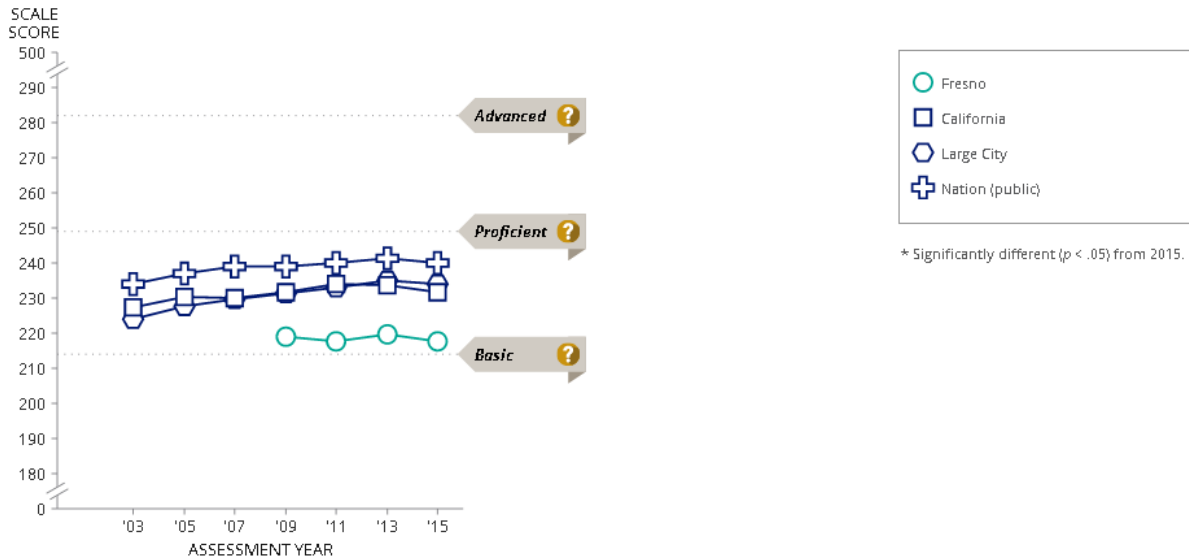 SCALE
SCORE
500
290
280
270
260
250
240
230
220
210
200
190
180
0
'03 '05 '07 '09 '11 '13 '15
ASSESSMENT YEAR
Advanced ?
Proficient ?
Basic ?
Fresno
California
Large City
Nation (public)
* Significantly different (p < .05) from 2015.